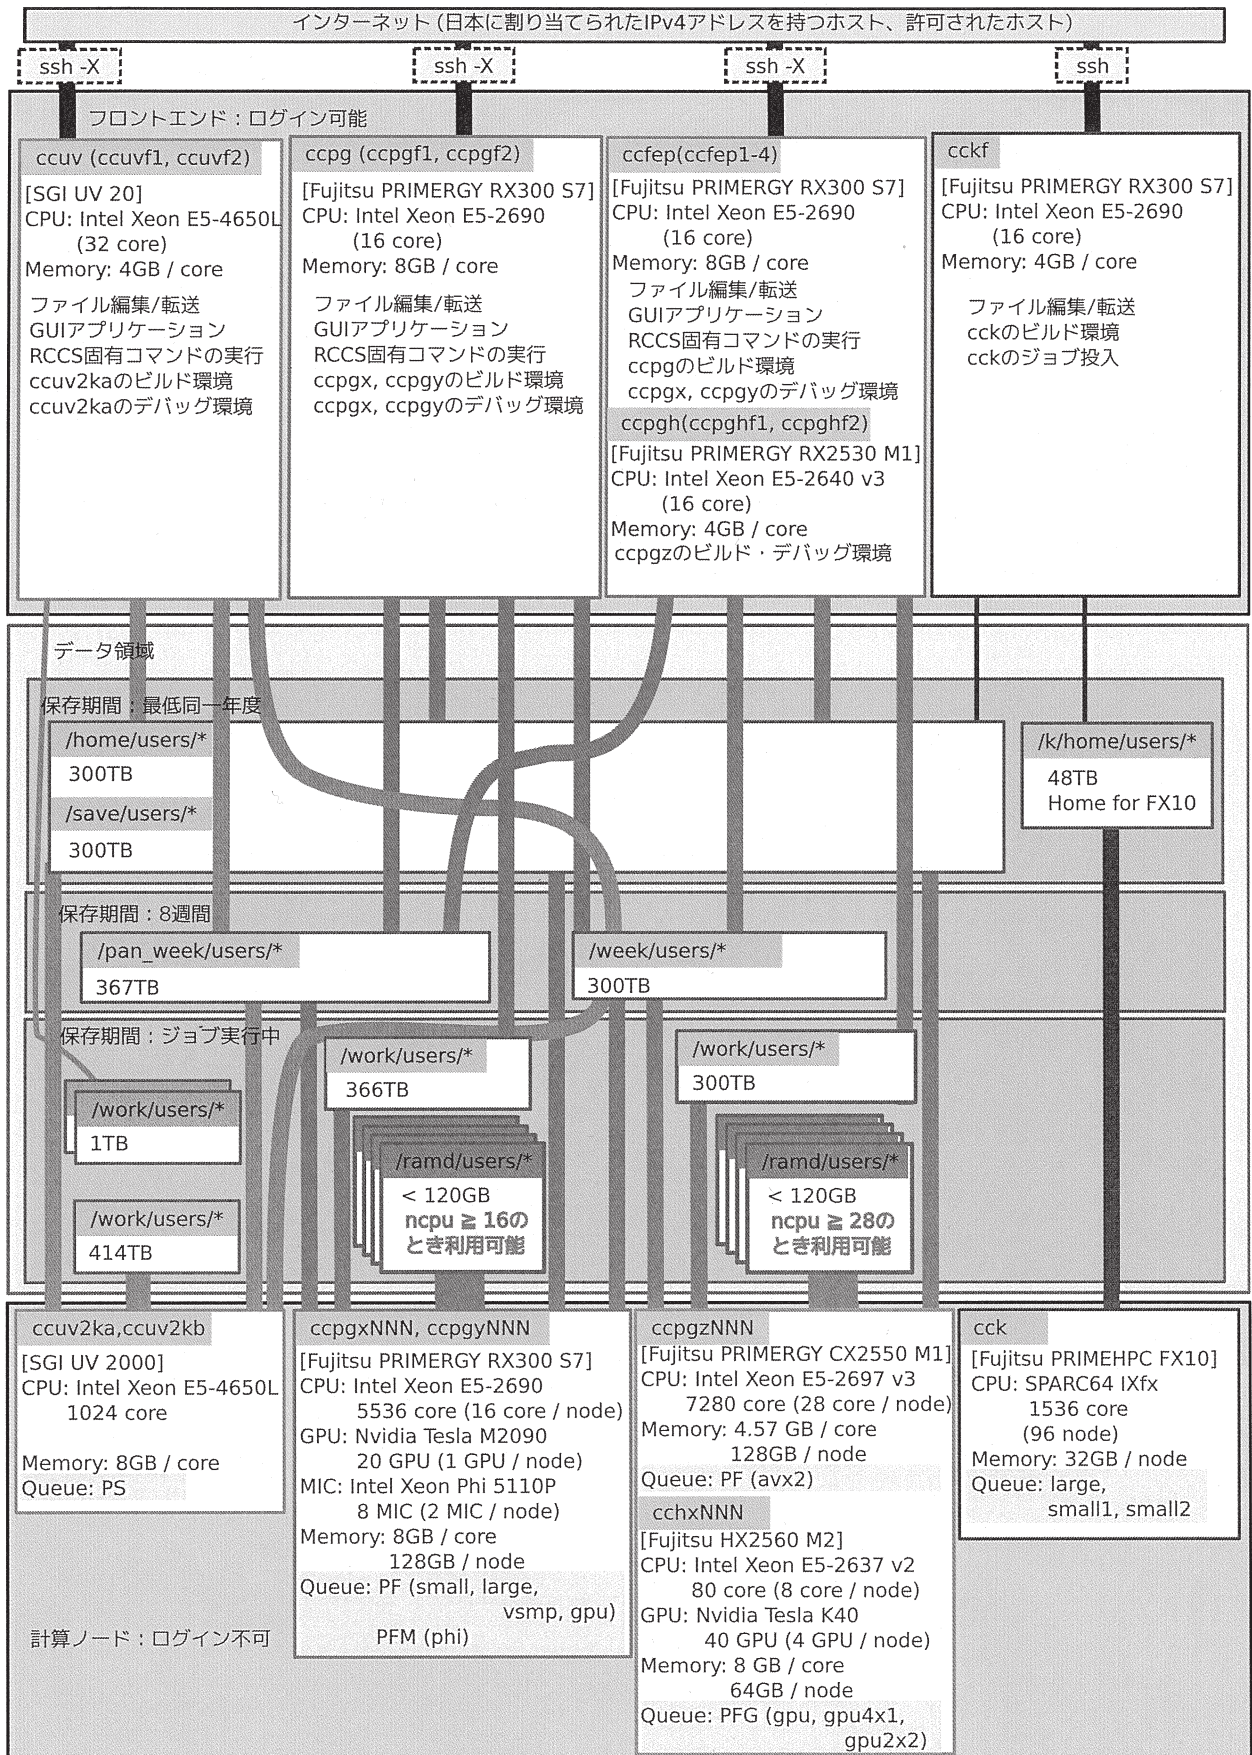 インターネット (日本に割り当てられたIPv4アドレスを持つホスト、許可されたホスト)
ssh -X
ssh -X
ssh -X
ssh
フロントエンド：ログイン可能
ccuv (ccuvf1, ccuvf2)
[SGI UV 20]
CPU: Intel Xeon E5-4650L
(32 core)
Memory: 4GB / core
ファイル編集/転送
GUIアプリケーション
RCCS固有コマンドの実行
ccuv2kaのビルド環境
ccuv2kaのデバッグ環境
ccpg (ccpgf1, ccpgf2)
[Fujitsu PRIMERGY RX300 S7]
CPU: Intel Xeon E5-2690
(16 core)
Memory: 8GB / core
ファイル編集/転送
GUIアプリケーション
RCCS固有コマンドの実行
ccpgx, ccpgyのビルド環境
ccpgx, ccpgyのデバッグ環境
ccfep(ccfep1-4)
[Fujitsu PRIMERGY RX300 S7]
CPU: Intel Xeon E5-2690
(16 core)
Memory: 8GB / core
ファイル編集/転送
GUIアプリケーション
RCCS固有コマンドの実行
ccpgのビルド環境
ccpgx, ccpgyのデバッグ環境
ccpgh(ccpghf1, ccpghf2)
[Fujitsu PRIMERGY RX2530 M1]
CPU: Intel Xeon E5-2640 v3
(16 core)
Memory: 4GB / core
ccpgzのビルド・デバッグ環境
cckf
[Fujitsu PRIMERGY RX300 S7]
CPU: Intel Xeon E5-2690
(16 core)
Memory: 4GB / core
ファイル編集/転送
cckのビルド環境
cckのジョブ投入
データ領域
保存期間：最低同一年度
/home/users/*
300TB
/save/users/*
300TB
/k/home/users/*
48TB
Home for FX10
保存期間：8週間
/pan_week/users/*
367TB
/week/users/*
300TB
保存期間：ジョブ実行中
/work/users/*
1TB
/work/users/*
414TB
/work/users/*
366TB
/ramd/users/*
< 120GB
ncpu ≧ 16の
とき利用可能
/work/users/*
300TB
/ramd/users/*
< 120GB
ncpu ≧ 28の
とき利用可能
ccuv2ka,ccuv2kb
[SGI UV 2000]
CPU: Intel Xeon E5-4650L
1024 core
Memory: 8GB / core
Queue: PS
ccpgxNNN, ccpgyNNN
[Fujitsu PRIMERGY RX300 S7]
CPU: Intel Xeon E5-2690
5536 core (16 core / node)
GPU: Nvidia Tesla M2090
20 GPU (1 GPU / node)
MIC: Intel Xeon Phi 5110P
8 MIC (2 MIC / node)
Memory: 8GB / core
128GB / node
Queue: PF (small, large,
vsmp, gpu)
PFM (phi)
ccpgzNNN
[Fujitsu PRIMERGY CX2550 M1]
CPU: Intel Xeon E5-2697 v3
7280 core (28 core / node)
Memory: 4.57 GB / core
128GB / node
Queue: PF (avx2)
cchxNNN
[Fujitsu HX2560 M2]
CPU: Intel Xeon E5-2637 v2
80 core (8 core / node)
GPU: Nvidia Tesla K40
40 GPU (4 GPU / node)
Memory: 8 GB / core
64GB / node
Queue: PFG (gpu, gpu4x1,
gpu2x2)
cck
[Fujitsu PRIMEHPC FX10]
CPU: SPARC64 IXfx
1536 core
(96 node)
Memory: 32GB / node
Queue: large,
small1, small2
計算ノード：ログイン不可